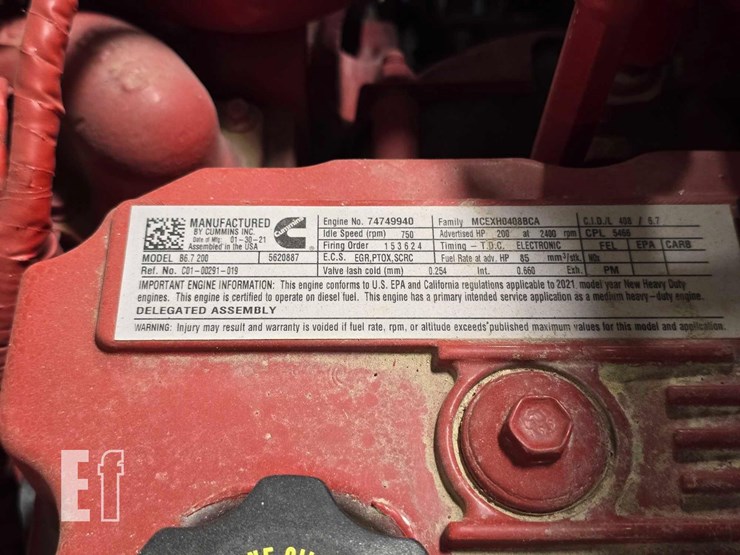 MANUFACTURED
BY CUMMINS INC.
Date of Mfg: 01-30-21
Assembled in the USA
Cummins
Engine No. 74749940 Family MCEXH0408BCA C.I.D./L 408 / 6.7
Idle Speed (rpm) 750 Advertised HP 200 at 2400 rpm CPL 5466
Firing Order 153624 Timing - T.D.C. ELECTRONIC FEL EPA CARB
MODEL B6.7 200 5620887 E.C.S. EGR,PTOX,SCRC Fuel Rate at adv. HP 85 mm³/stk. NOx
Ref. No. C01-00291-019 Valve lash cold (mm) 0.254 Int. 0.660 Exh. PM
IMPORTANT ENGINE INFORMATION: This engine conforms to U.S. EPA and California regulations applicable to 2021. model year New Heavy Duty
engines. This engine is certified to operate on diesel fuel. This engine has a primary intended service application as a medium heavy-duty engine.
DELEGATED ASSEMBLY
WARNING: Injury may result and warranty is voided if fuel rate, rpm, or altitude exceeds published maximum values for this model and application.
Ef